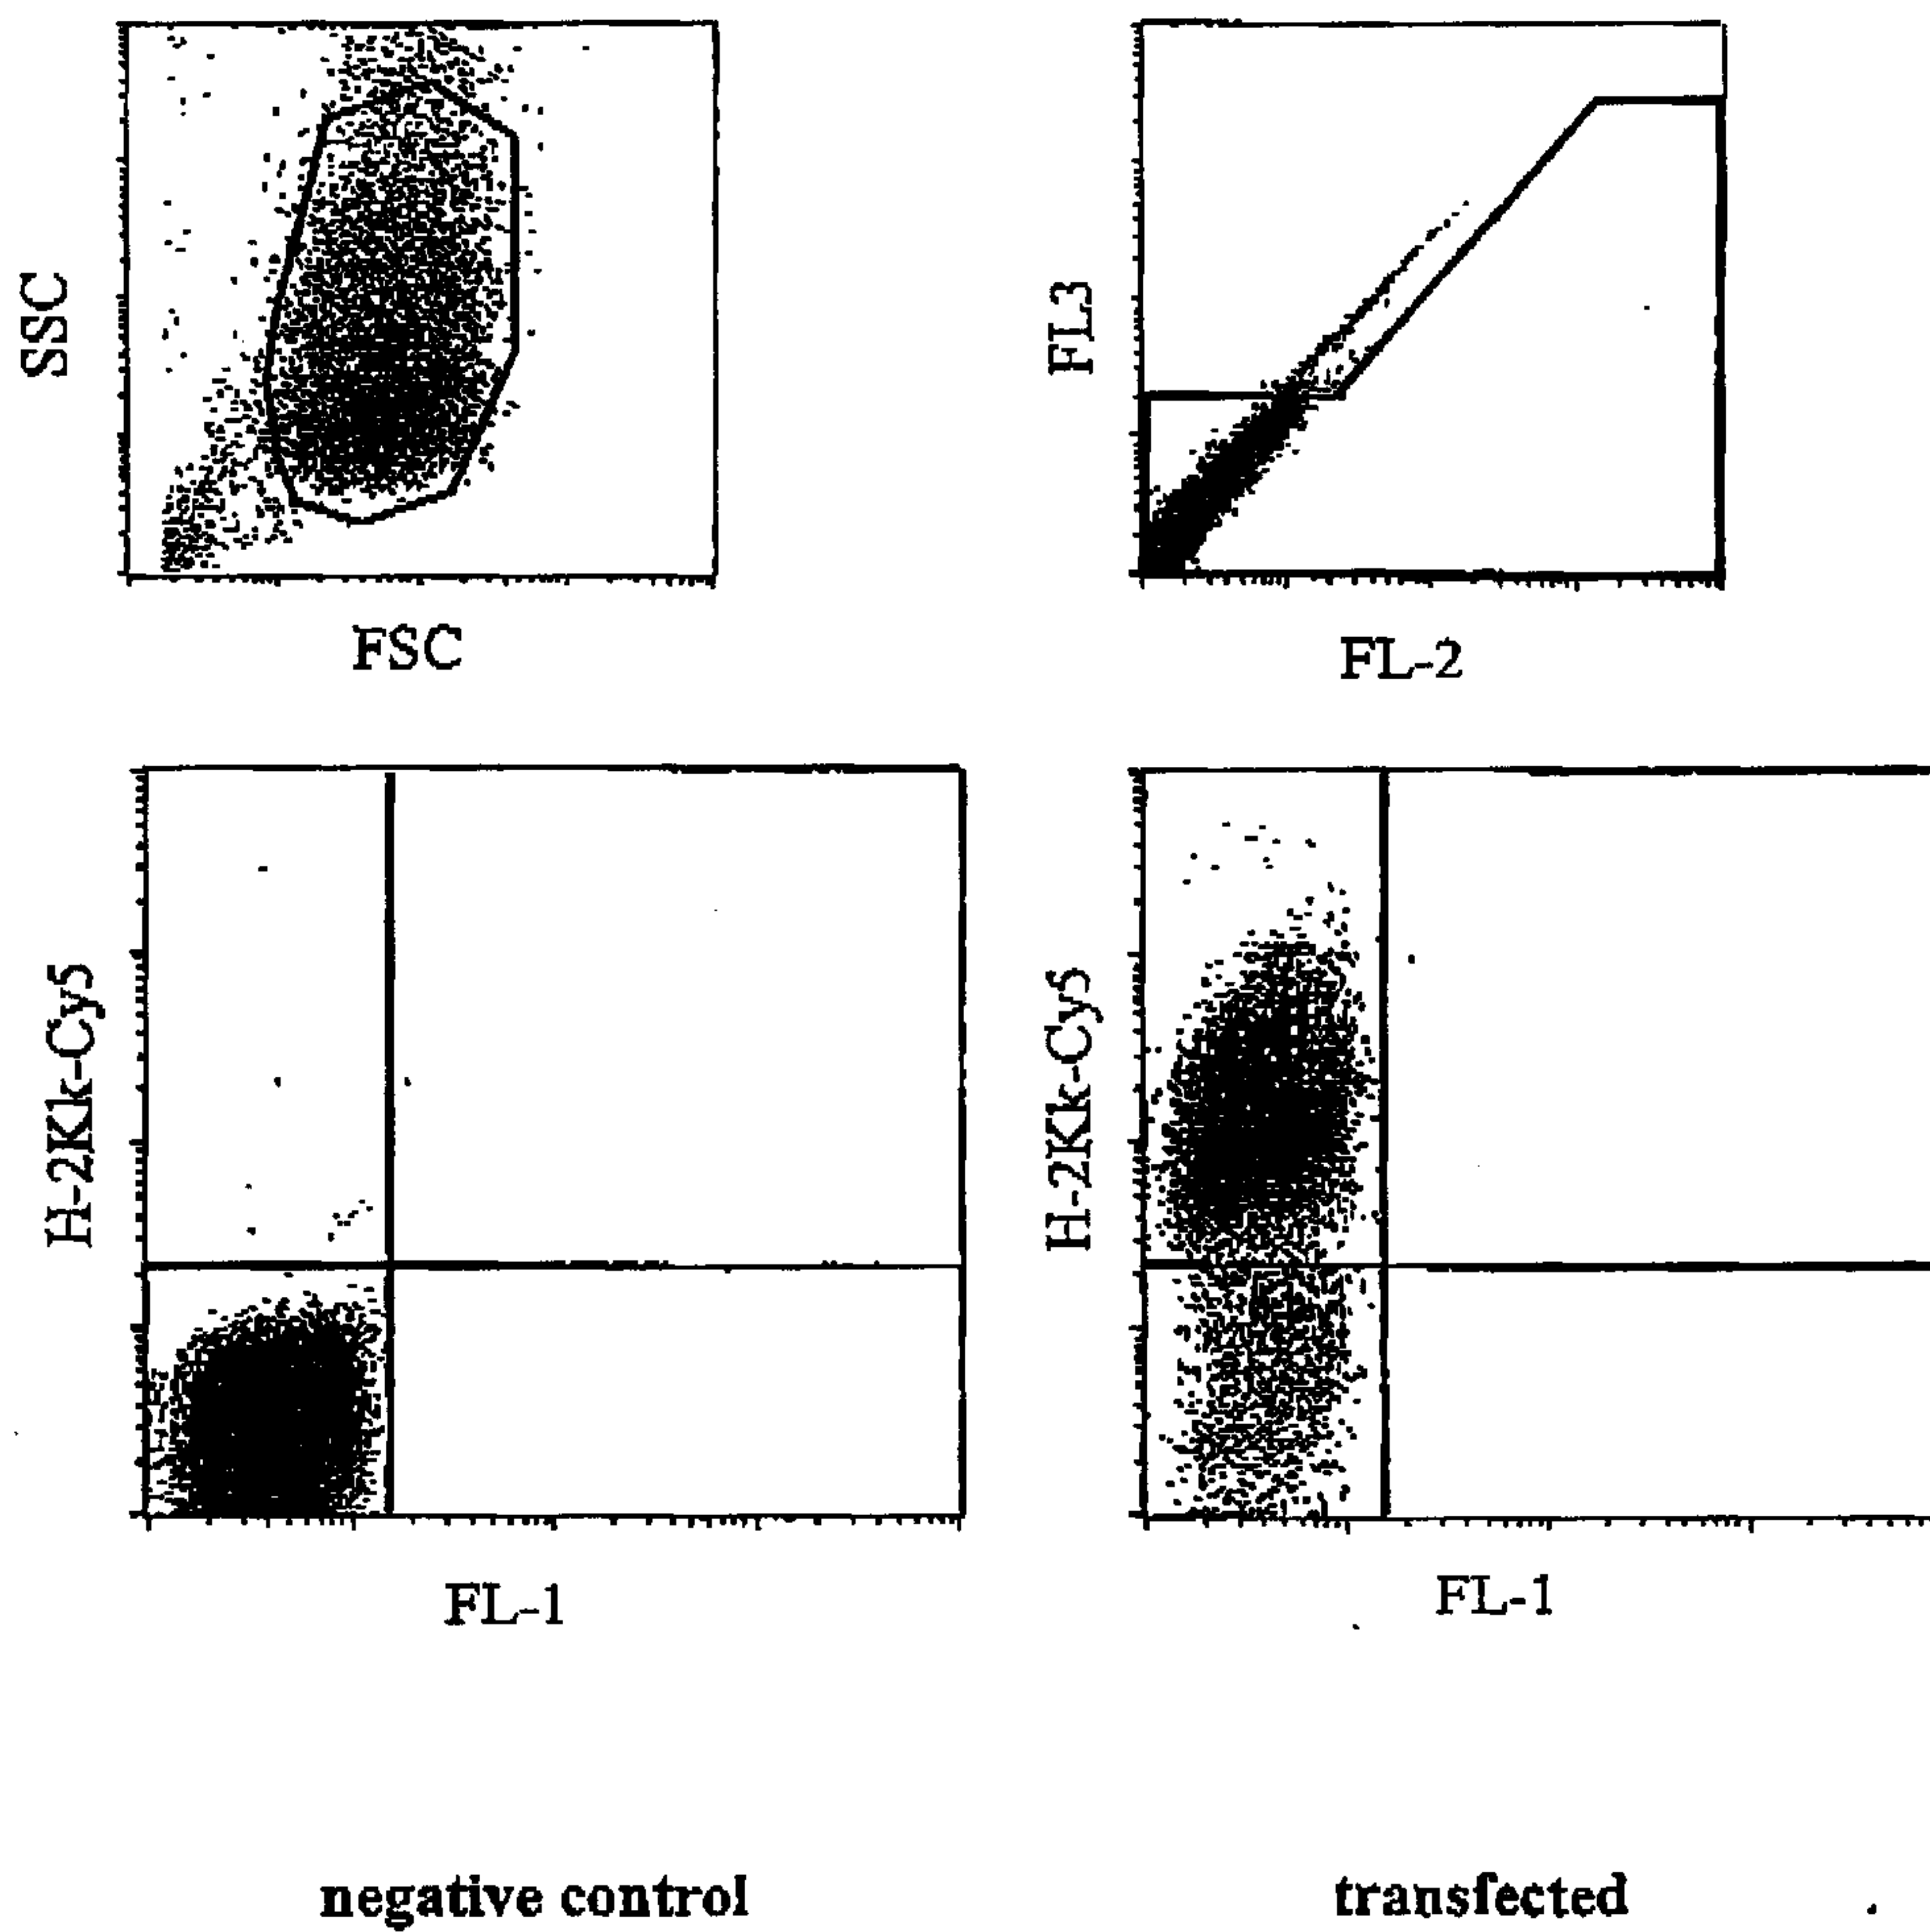 SSC
FSC
FL3
FL-2
H-2Kk-Cy5
FL-1
H-2Kk-Cy5
FL-1
negative control
transfected